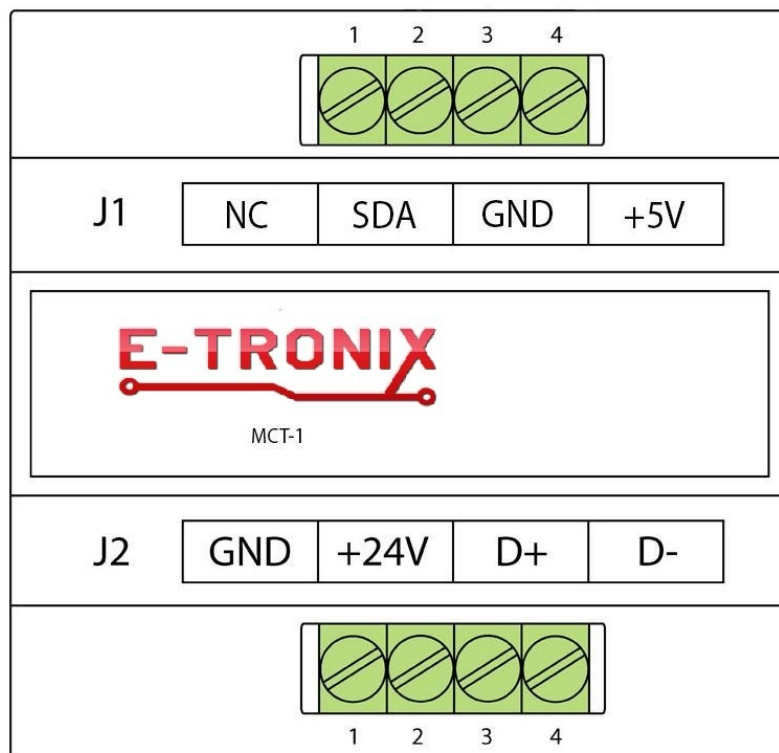 1 2 3 4
J1 NC SDA GND +5V
E-TRONIX
MCT-1
J2 GND +24V D+ D-
1 2 3 4